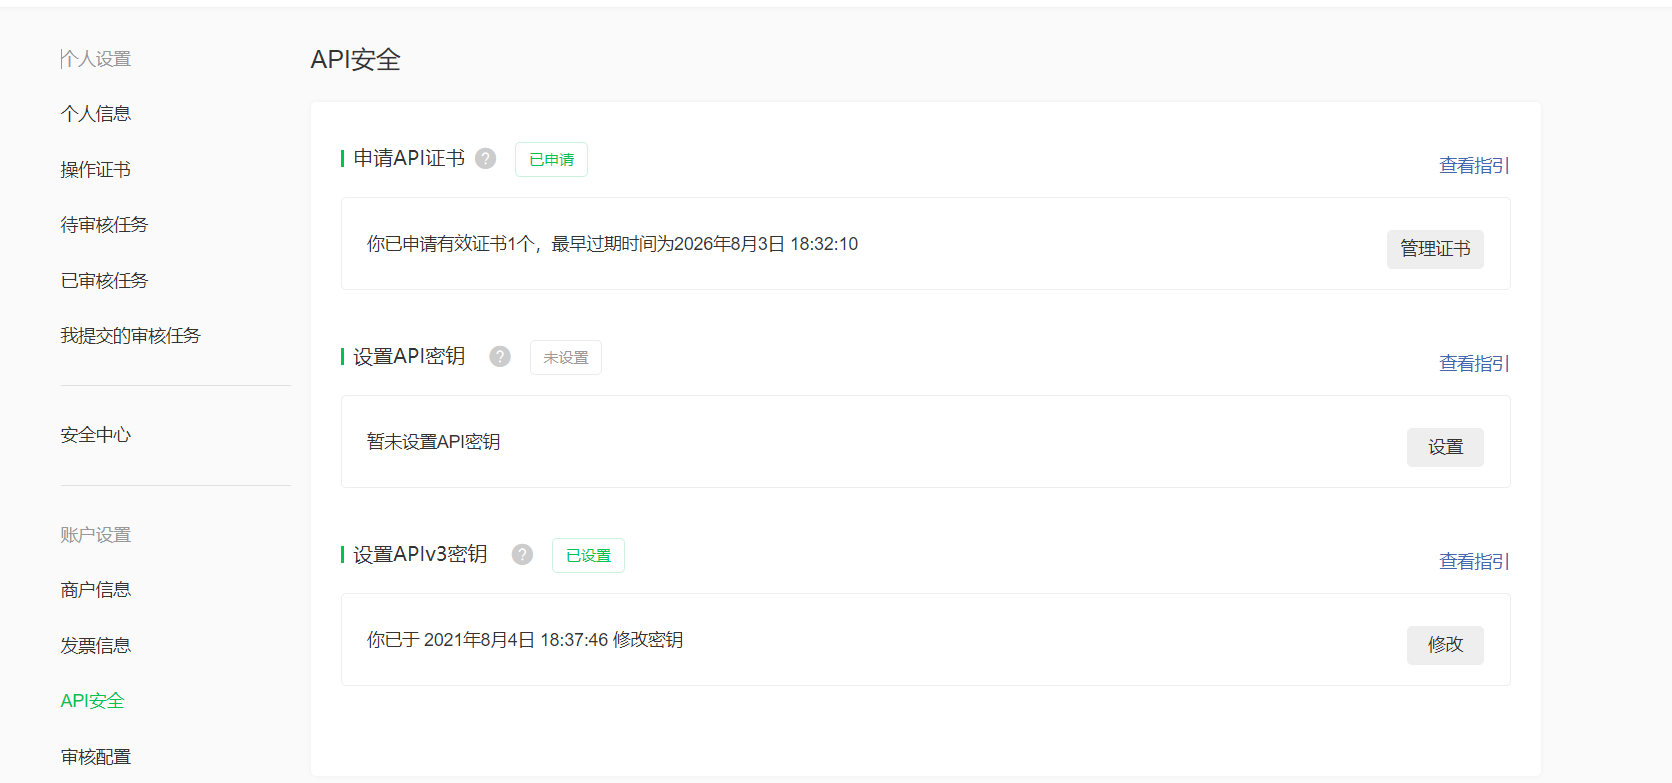 个人设置
个人信息
操作证书
待审核任务
已审核任务
我提交的审核任务
安全中心
账户设置
商户信息
发票信息
API安全
审核配置
API安全
申请API证书 ? 已申请 查看指引
你已申请有效证书1个，最早过期时间为2026年8月3日 18:32:10 管理证书
设置API密钥 ? 未设置 查看指引
暂未设置API密钥 设置
设置APIv3密钥 ? 已设置 查看指引
你已于 2021年8月4日 18:37:46 修改密钥 修改